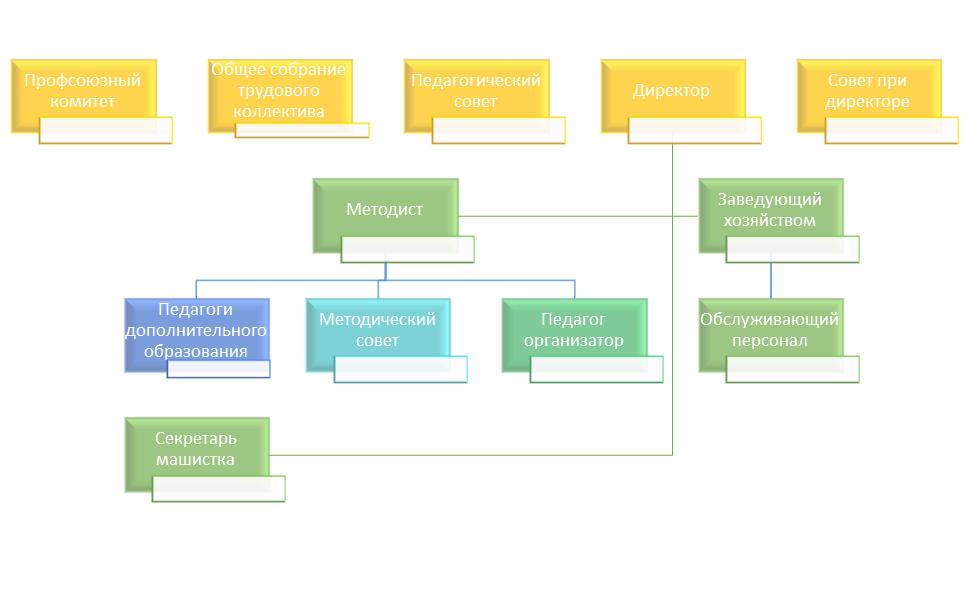 Профсоюзный
комитет
Общее собрание
трудового
коллектива
Педагогический
совет
Директор
Совет при
директоре
Методист
Заведующий
хозяйством
Педагоги
дополнительного
образования
Методический
совет
Педагог
организатор
Обслуживающий
персонал
Секретарь
машистка